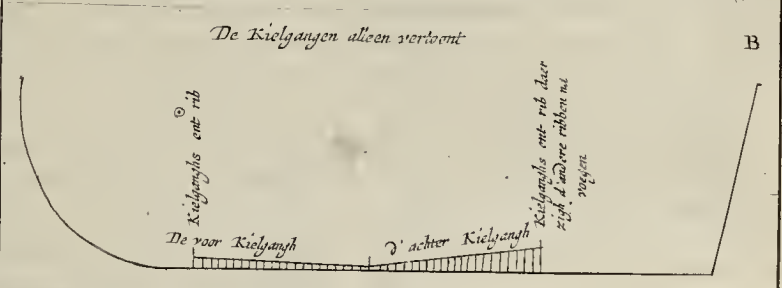 De Kielgangen alleen vertoont
B
Kielganghs ent rib
Kielganghs ent-rib daer
zigh d'andere ribben na
voegen
De voor Kielgangh
d'achter Kielgangh